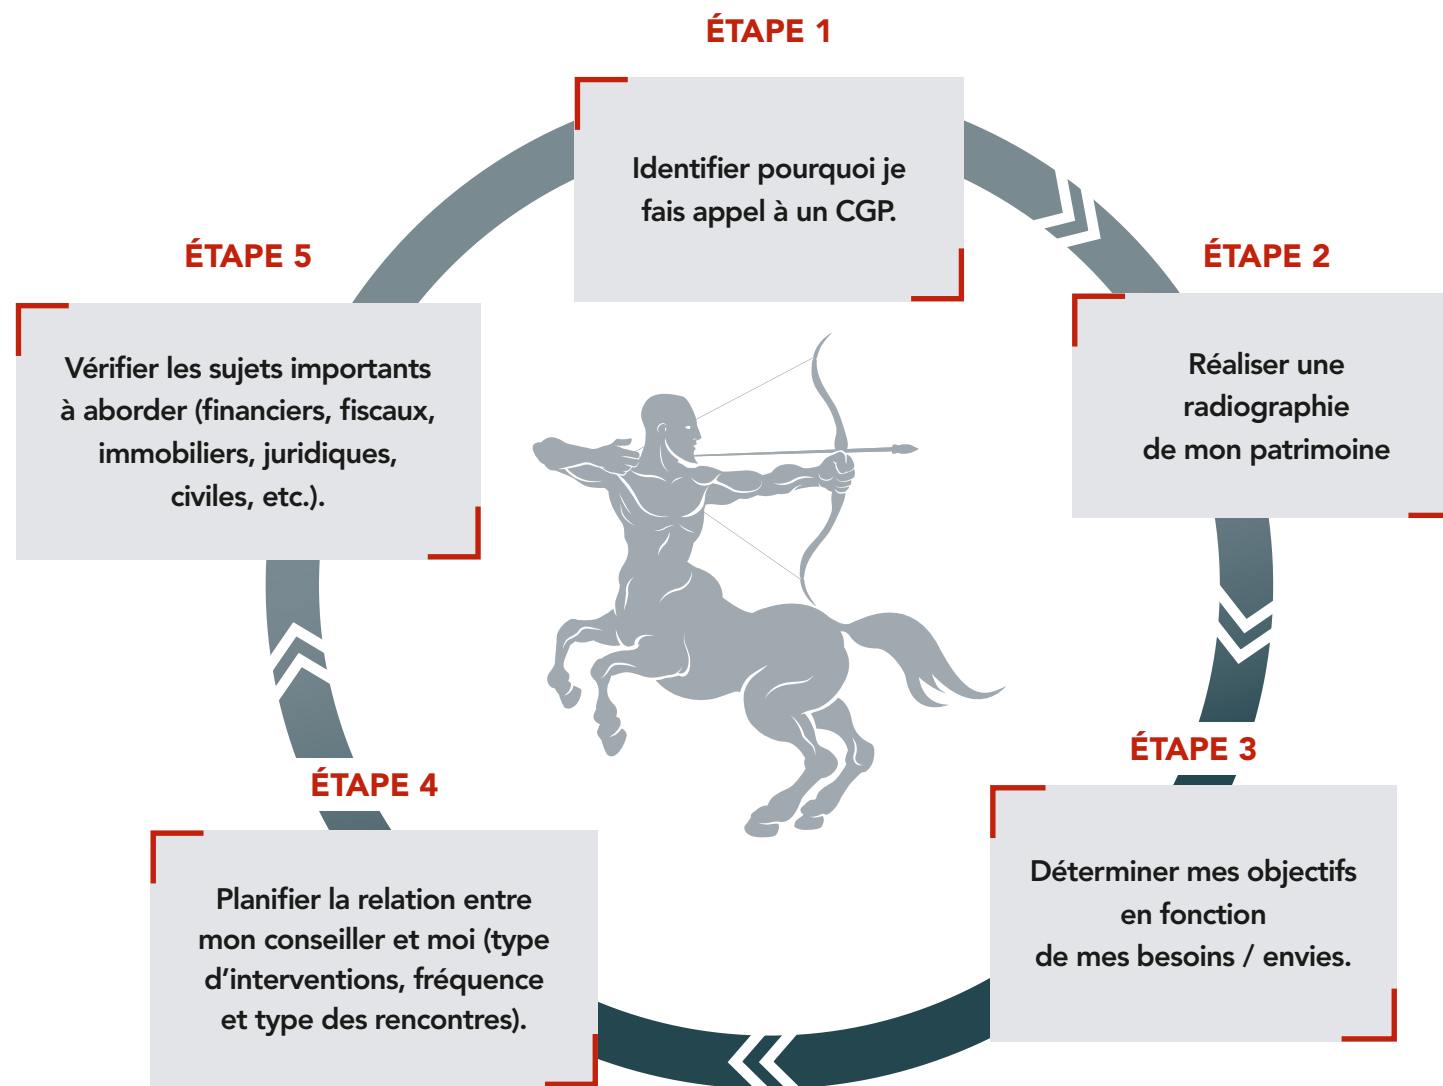 ÉTAPE 1
Identifier pourquoi je
fais appel à un CGP.
ÉTAPE 2
Réaliser une
radiographie
de mon patrimoine
ÉTAPE 3
Déterminer mes objectifs
en fonction
de mes besoins / envies.
ÉTAPE 4
Planifier la relation entre
mon conseiller et moi (type
d’interventions, fréquence
et type des rencontres).
ÉTAPE 5
Vérifier les sujets importants
à aborder (financiers, fiscaux,
immobiliers, juridiques,
civiles, etc.).